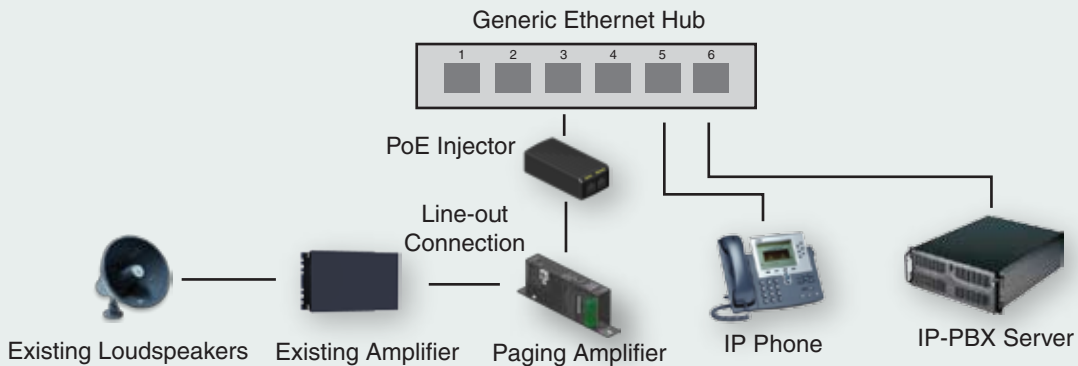 Generic Ethernet Hub
1 2 3 4 5 6
PoE Injector
Line-out
Connection
Existing Loudspeakers
Existing Amplifier
Paging Amplifier
IP Phone
IP-PBX Server